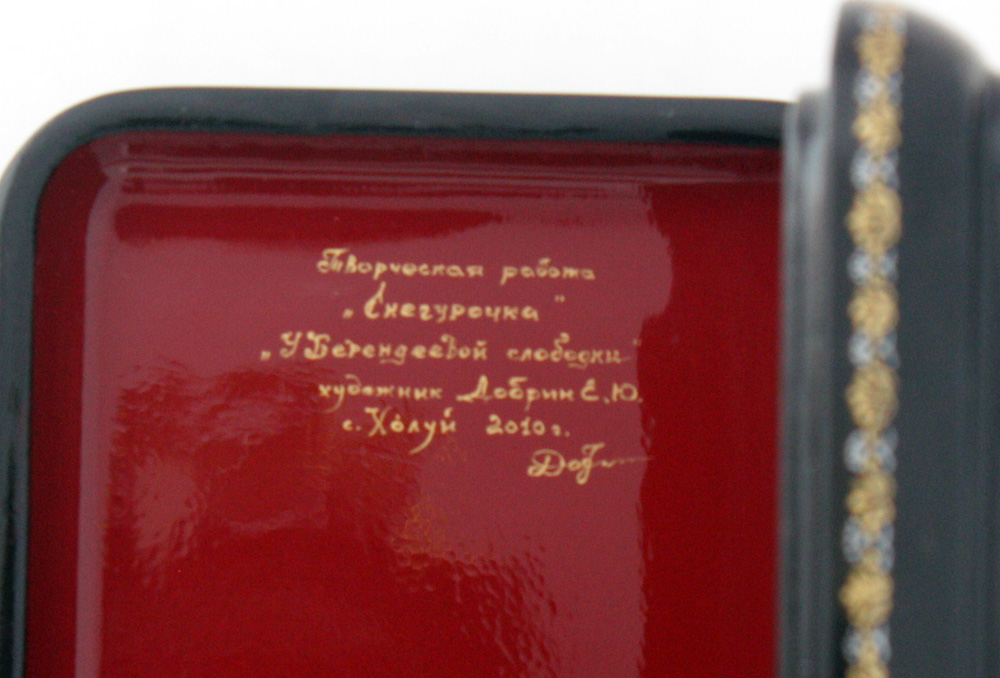 Творческая работа
„Снегурочка"
„У Берендеевой слободки"
художник Добрин Е.Ю.
с. Холуй 2010 г.